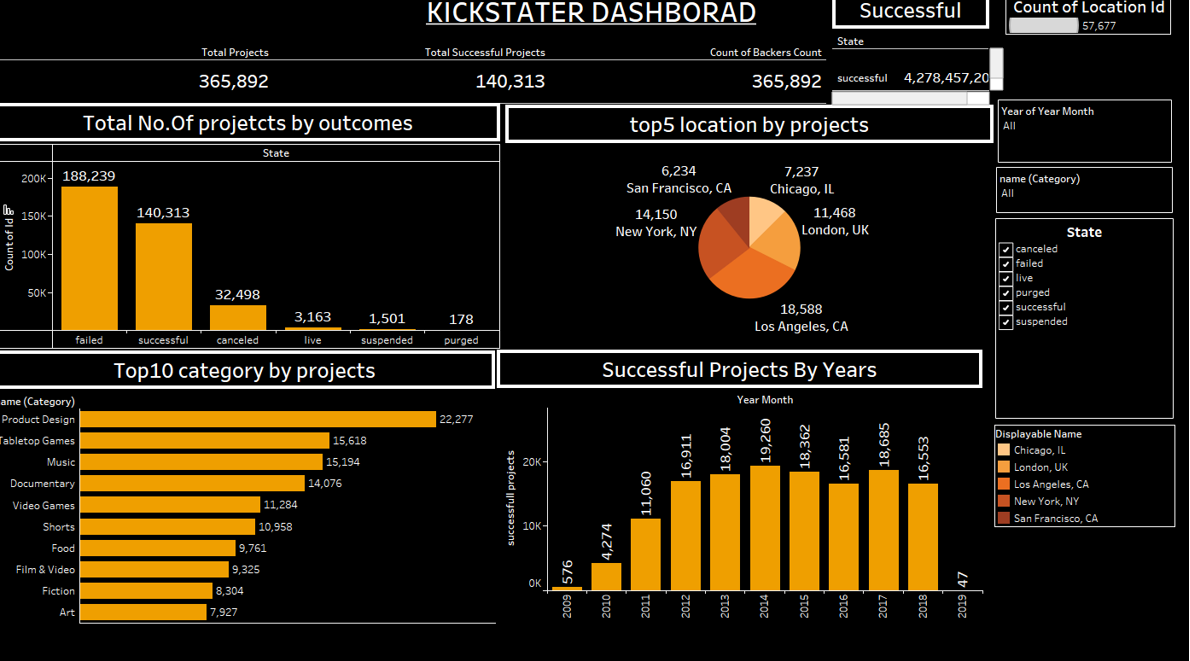 KICKSTATER DASHBORAD
Successful
Count of Location Id
57,677
Total Projects
Total Successful Projects
Count of Backers Count
365,892
140,313
365,892
State
successful 4,278,457,20
Total No.Of projetcts by outcomes
top5 location by projects
Year of Year Month
All
name (Category)
All
State
canceled
failed
live
purged
successful
suspended
State
Count of Id
200K
150K
100K
50K
188,239
140,313
32,498
3,163
1,501
178
failed
successful
canceled
live
suspended
purged
6,234
San Francisco, CA
7,237
Chicago, IL
14,150
New York, NY
11,468
London, UK
18,588
Los Angeles, CA
Top10 category by projects
Successful Projects By Years
ame (Category)
Product Design 22,277
Tabletop Games 15,618
Music 15,194
Documentary 14,076
Video Games 11,284
Shorts 10,958
Food 9,761
Film & Video 9,325
Fiction 8,304
Art 7,927
Year Month
successfull projects
20K
10K
0K
576
4,274
11,060
16,911
18,004
19,260
18,362
16,581
18,685
16,553
47
2009
2010
2011
2012
2013
2014
2015
2016
2017
2018
2019
Displayable Name
Chicago, IL
London, UK
Los Angeles, CA
New York, NY
San Francisco, CA